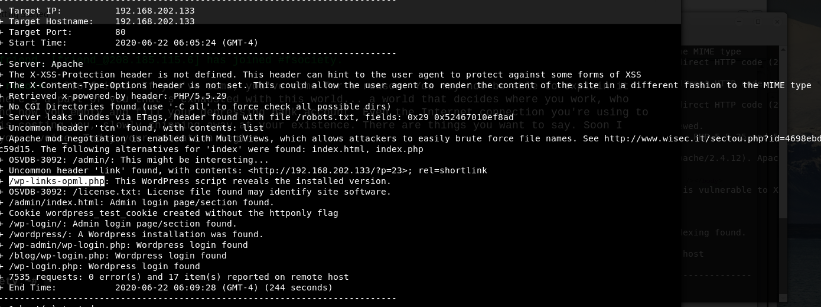 + Target IP: 192.168.202.133
+ Target Hostname: 192.168.202.133
+ Target Port: 80
+ Start Time: 2020-06-22 06:05:24 (GMT-4)
---------------------------------------------------------------------------
+ Server: Apache
+ The X-XSS-Protection header is not defined. This header can hint to the user agent to protect against some forms of XSS
+ The X-Content-Type-Options header is not set. This could allow the user agent to render the content of the site in a different fashion to the MIME type
+ Retrieved x-powered-by header: PHP/5.5.29
+ No CGI Directories found (use '-C all' to force check all possible dirs)
+ Server leaks inodes via ETags, header found with file /robots.txt, fields: 0x29 0x52467010ef8ad
+ Uncommon header 'tcn' found, with contents: list
+ Apache mod_negotiation is enabled with MultiViews, which allows attackers to easily brute force file names. See http://www.wisec.it/sectou.php?id=4698ebd
c59d15. The following alternatives for 'index' were found: index.html, index.php
+ OSVDB-3092: /admin/: This might be interesting...
+ Uncommon header 'link' found, with contents: <http://192.168.202.133/?p=23>; rel=shortlink
+ /wp-links-opml.php: This WordPress script reveals the installed version.
+ OSVDB-3092: /license.txt: License file found may identify site software.
+ /admin/index.html: Admin login page/section found.
+ Cookie wordpress_test_cookie created without the httponly flag
+ /wp-login/: Admin login page/section found.
+ /wordpress/: A Wordpress installation was found.
+ /wp-admin/wp-login.php: Wordpress login found
+ /blog/wp-login.php: Wordpress login found
+ /wp-login.php: Wordpress login found
+ 7535 requests: 0 error(s) and 17 item(s) reported on remote host
+ End Time: 2020-06-22 06:09:28 (GMT-4) (244 seconds)
---------------------------------------------------------------------------